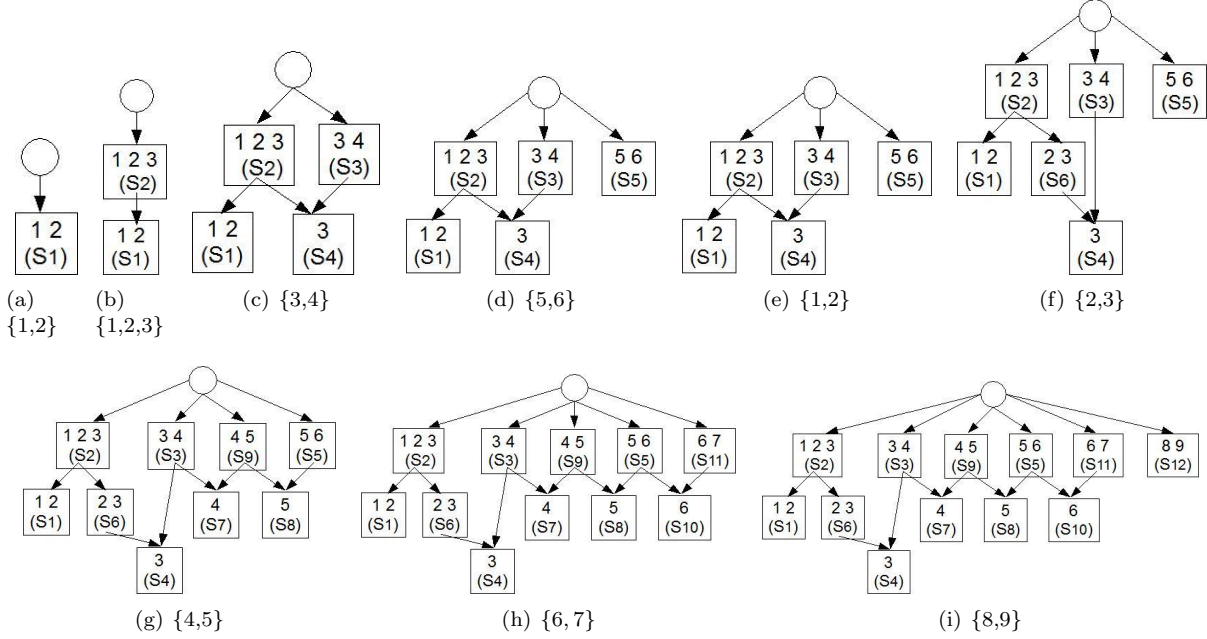 1 2
(S1)
(a)
{1,2}
1 2 3
(S2)
1 2
(S1)
(b)
{1,2,3}
1 2 3
(S2)
3 4
(S3)
1 2
(S1)
3
(S4)
(c) {3,4}
1 2 3
(S2)
3 4
(S3)
5 6
(S5)
1 2
(S1)
3
(S4)
(d) {5,6}
1 2 3
(S2)
3 4
(S3)
5 6
(S5)
1 2
(S1)
3
(S4)
(e) {1,2}
1 2 3
(S2)
3 4
(S3)
5 6
(S5)
1 2
(S1)
2 3
(S6)
3
(S4)
(f) {2,3}
1 2 3
(S2)
3 4
(S3)
4 5
(S9)
5 6
(S5)
1 2
(S1)
2 3
(S6)
4
(S7)
5
(S8)
3
(S4)
(g) {4,5}
1 2 3
(S2)
3 4
(S3)
4 5
(S9)
5 6
(S5)
6 7
(S11)
1 2
(S1)
2 3
(S6)
4
(S7)
5
(S8)
6
(S10)
3
(S4)
(h) {6, 7}
1 2 3
(S2)
3 4
(S3)
4 5
(S9)
5 6
(S5)
6 7
(S11)
8 9
(S12)
1 2
(S1)
2 3
(S6)
4
(S7)
5
(S8)
6
(S10)
3
(S4)
(i) {8,9}